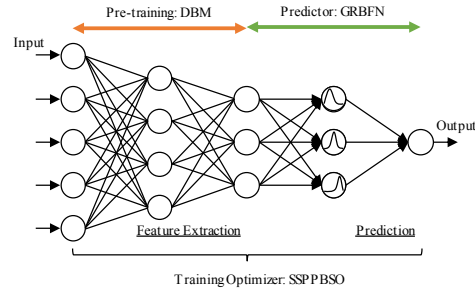 Pre-training: DBM
Predictor: GRBFN
Input
Output
Feature Extraction
Prediction
Training Optimizer: SSPPBSO